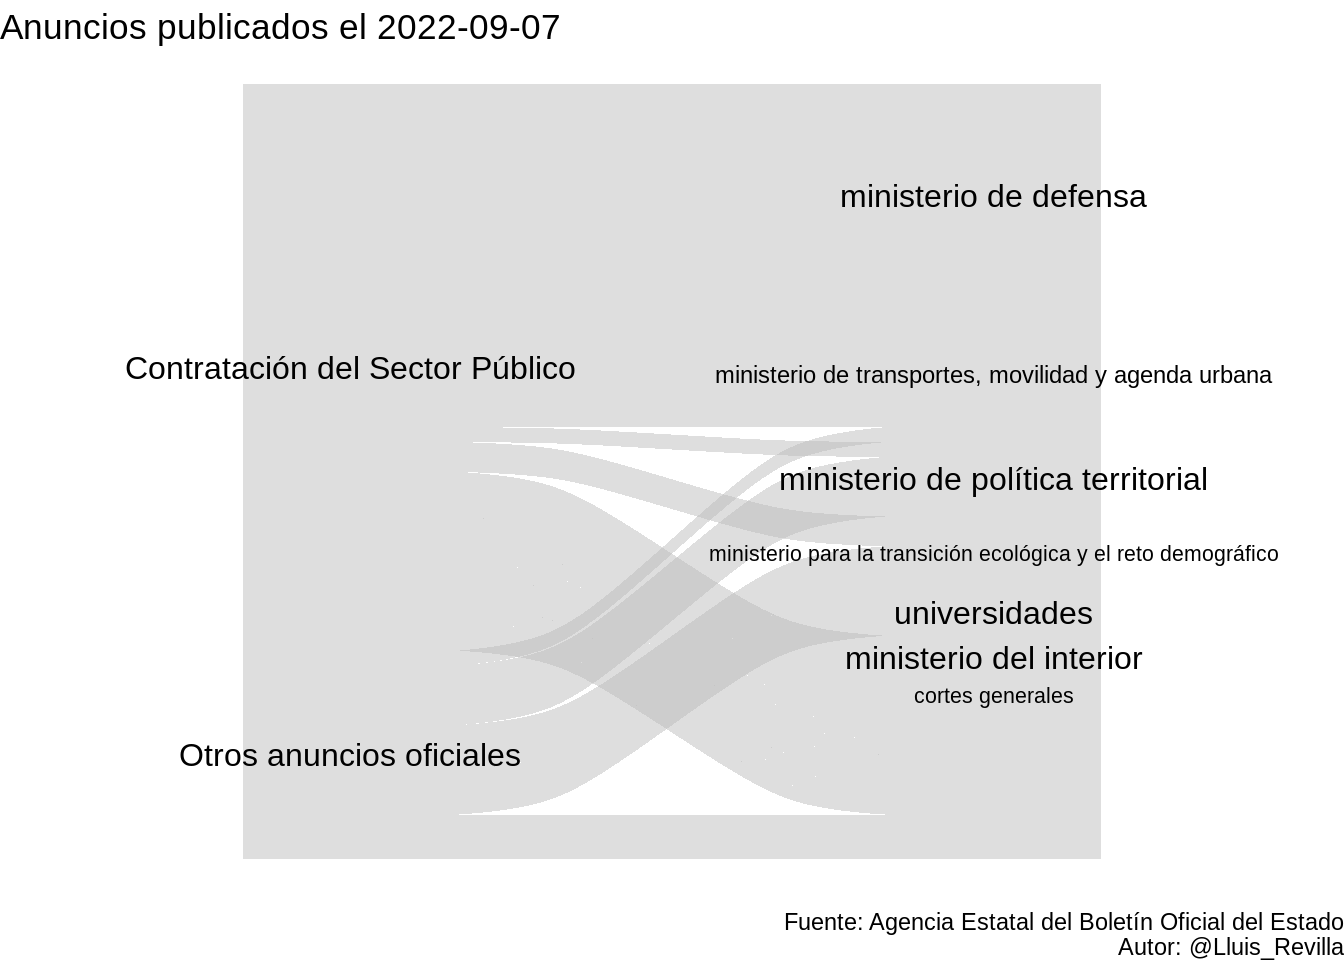 Anuncios publicados el 2022-09-07
ministerio de defensa
Contratación del Sector Público
ministerio de transportes, movilidad y agenda urbana
ministerio de política territorial
ministerio para la transición ecológica y el reto demográfico
universidades
ministerio del interior
cortes generales
Otros anuncios oficiales
Fuente: Agencia Estatal del Boletín Oficial del Estado
Autor: @Lluis_Revilla